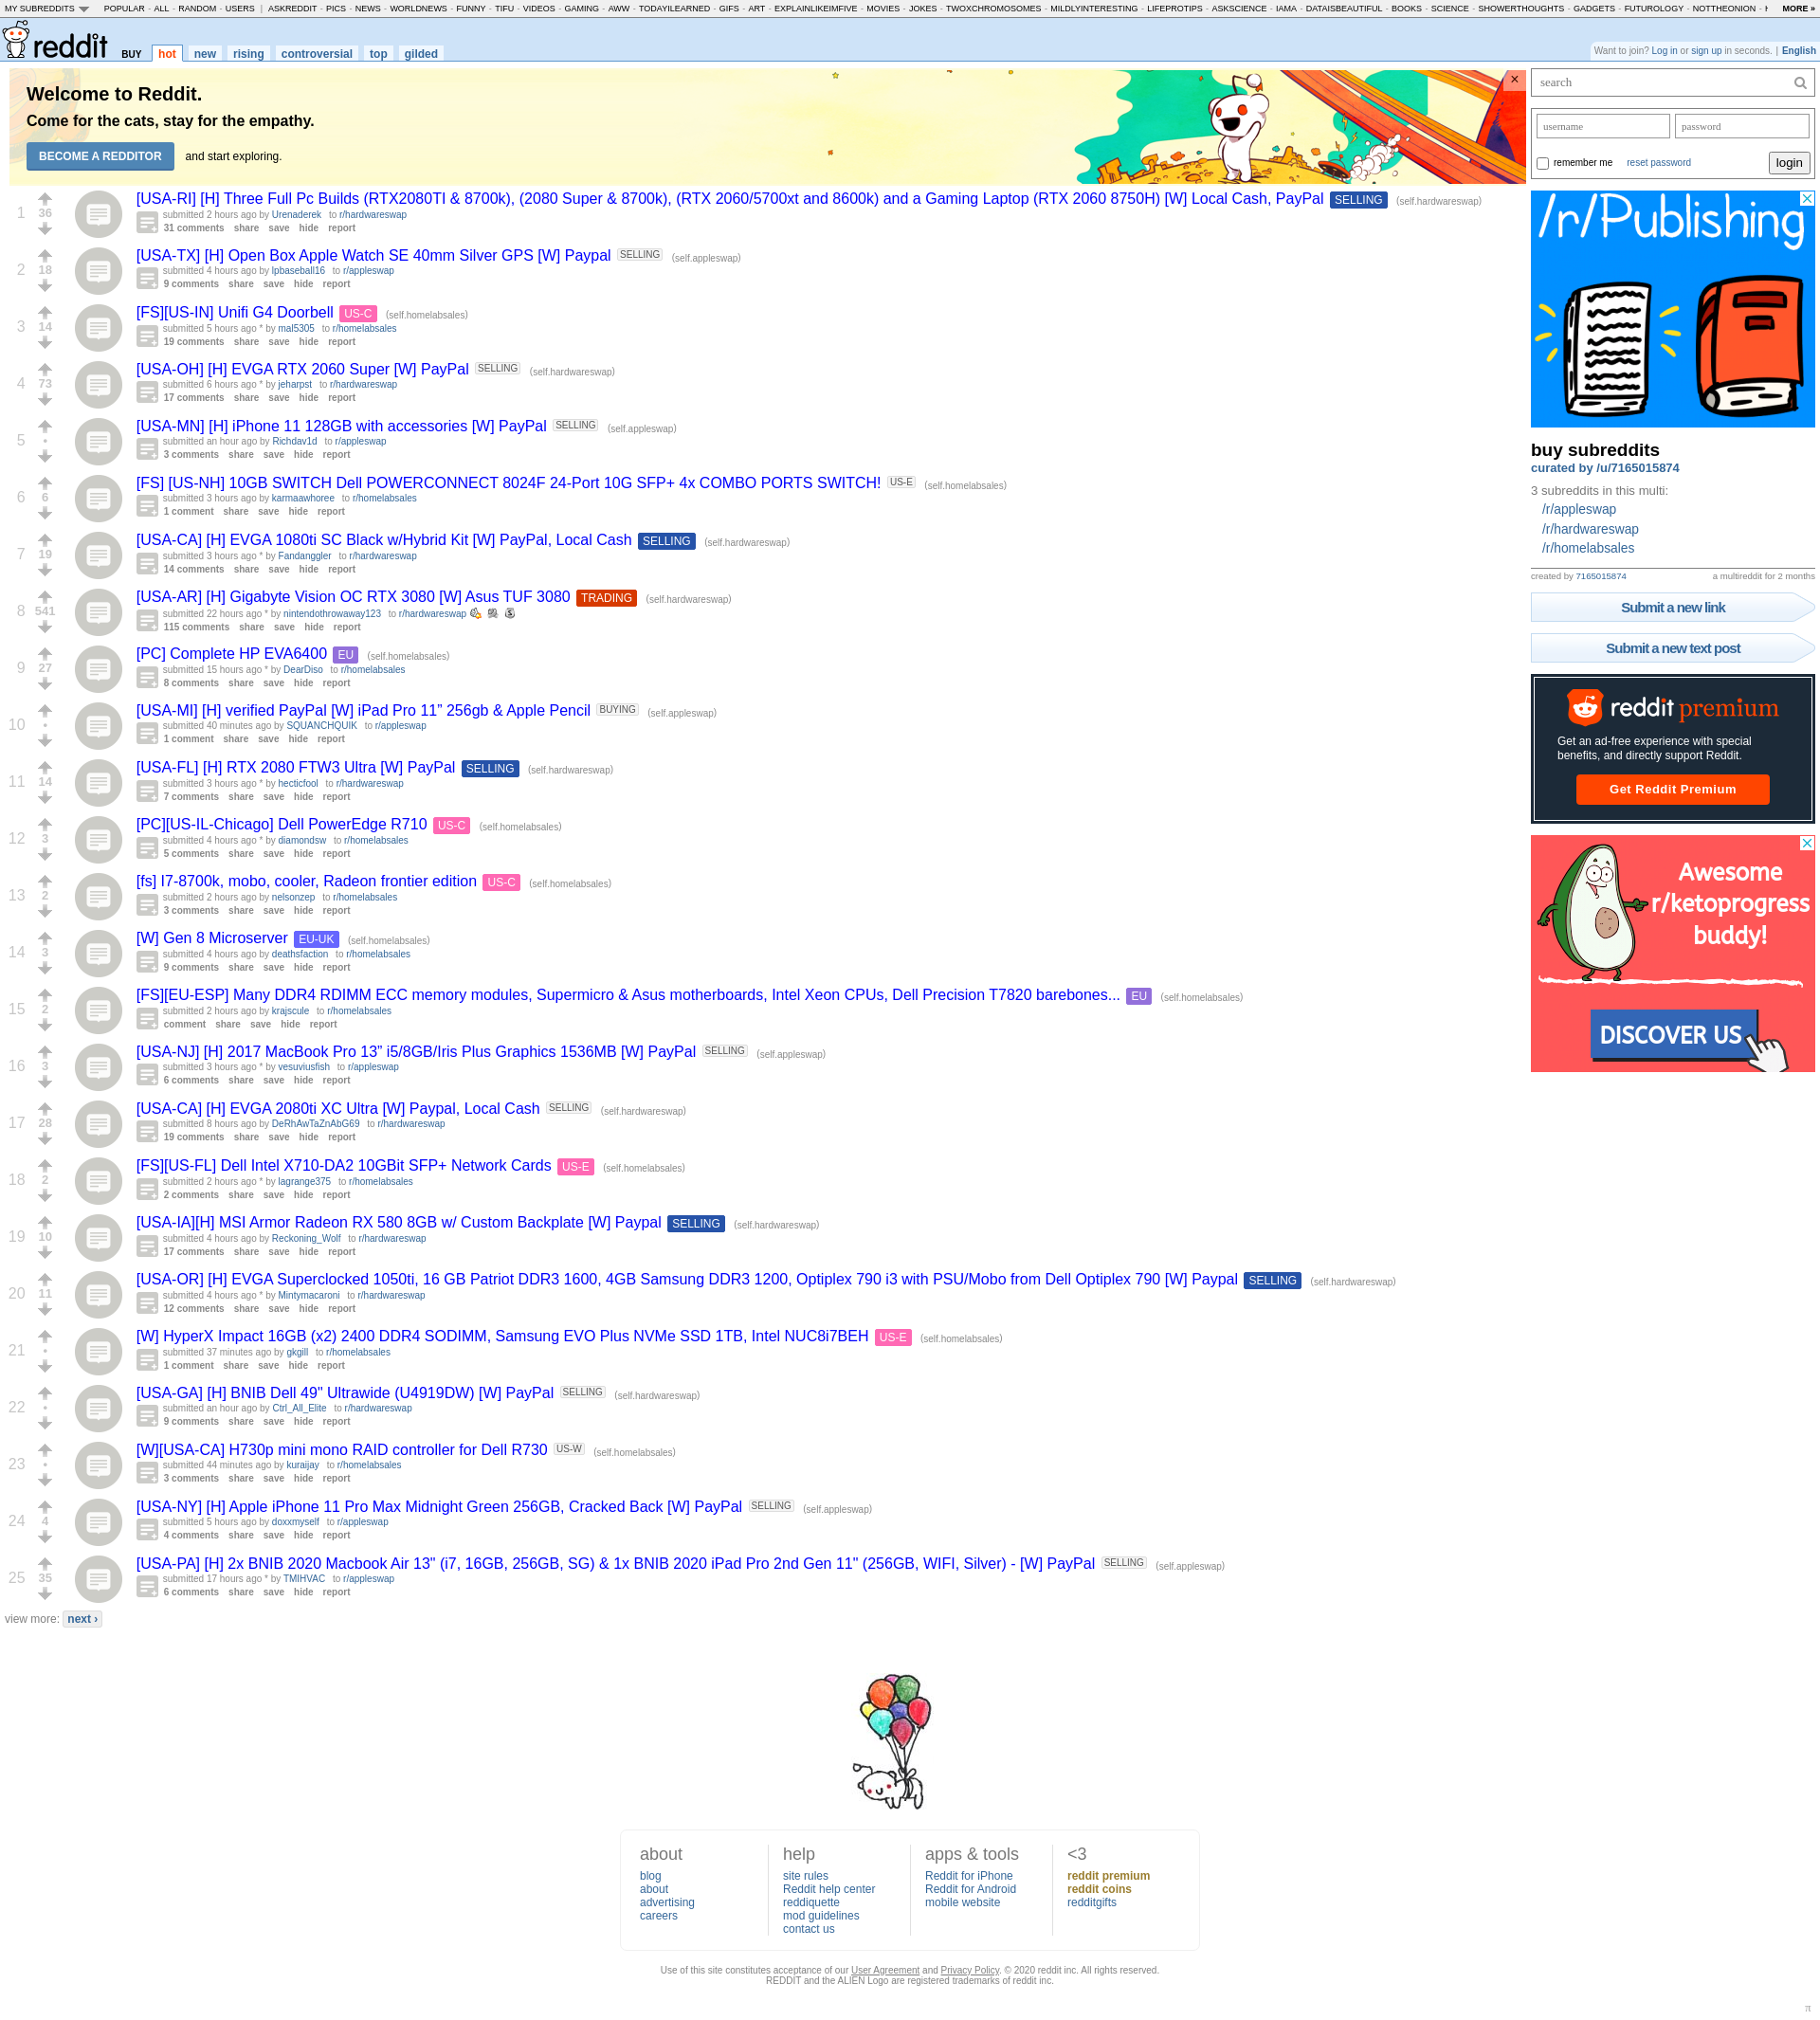 MY SUBREDDITS POPULAR - ALL - RANDOM - USERS | ASKREDDIT - PICS - NEWS - WORLDNEWS - FUNNY - TIFU - VIDEOS - GAMING - AWW - TODAYILEARNED - GIFS - ART - EXPLAINLIKEIMFIVE - MOVIES - JOKES - TWOXCHROMOSOMES - MILDLYINTERESTING - LIFEPROTIPS - ASKSCIENCE - IAMA - DATAISBEAUTIFUL - BOOKS - SCIENCE - SHOWERTHOUGHTS - GADGETS - FUTUROLOGY - NOTTHEONION - MORE »
reddit BUY hot new rising controversial top gilded
Want to join? Log in or sign up in seconds. | English
Welcome to Reddit.
Come for the cats, stay for the empathy.
BECOME A REDDITOR and start exploring.
1
36
[USA-RI] [H] Three Full Pc Builds (RTX2080TI & 8700k), (2080 Super & 8700k), (RTX 2060/5700xt and 8600k) and a Gaming Laptop (RTX 2060 8750H) [W] Local Cash, PayPal SELLING (self.hardwareswap)
submitted 2 hours ago by Urenaderek to r/hardwareswap
31 comments share save hide report
2
18
[USA-TX] [H] Open Box Apple Watch SE 40mm Silver GPS [W] Paypal SELLING (self.appleswap)
submitted 4 hours ago by lpbaseball16 to r/appleswap
9 comments share save hide report
3
14
[FS][US-IN] Unifi G4 Doorbell US-C (self.homelabsales)
submitted 5 hours ago * by mal5305 to r/homelabsales
19 comments share save hide report
4
73
[USA-OH] [H] EVGA RTX 2060 Super [W] PayPal SELLING (self.hardwareswap)
submitted 6 hours ago * by jeharpst to r/hardwareswap
17 comments share save hide report
5
•
[USA-MN] [H] iPhone 11 128GB with accessories [W] PayPal SELLING (self.appleswap)
submitted an hour ago by Richdav1d to r/appleswap
3 comments share save hide report
6
6
[FS] [US-NH] 10GB SWITCH Dell POWERCONNECT 8024F 24-Port 10G SFP+ 4x COMBO PORTS SWITCH! US-E (self.homelabsales)
submitted 3 hours ago by karmaawhoree to r/homelabsales
1 comment share save hide report
7
19
[USA-CA] [H] EVGA 1080ti SC Black w/Hybrid Kit [W] PayPal, Local Cash SELLING (self.hardwareswap)
submitted 3 hours ago * by Fandanggler to r/hardwareswap
14 comments share save hide report
8
541
[USA-AR] [H] Gigabyte Vision OC RTX 3080 [W] Asus TUF 3080 TRADING (self.hardwareswap)
submitted 22 hours ago * by nintendothrowaway123 to r/hardwareswap
115 comments share save hide report
9
27
[PC] Complete HP EVA6400 EU (self.homelabsales)
submitted 15 hours ago * by DearDiso to r/homelabsales
8 comments share save hide report
10
•
[USA-MI] [H] verified PayPal [W] iPad Pro 11” 256gb & Apple Pencil BUYING (self.appleswap)
submitted 40 minutes ago by SQUANCHQUIK to r/appleswap
1 comment share save hide report
11
14
[USA-FL] [H] RTX 2080 FTW3 Ultra [W] PayPal SELLING (self.hardwareswap)
submitted 3 hours ago * by hecticfool to r/hardwareswap
7 comments share save hide report
12
3
[PC][US-IL-Chicago] Dell PowerEdge R710 US-C (self.homelabsales)
submitted 4 hours ago * by diamondsw to r/homelabsales
5 comments share save hide report
13
2
[fs] I7-8700k, mobo, cooler, Radeon frontier edition US-C (self.homelabsales)
submitted 2 hours ago by nelsonzep to r/homelabsales
3 comments share save hide report
14
3
[W] Gen 8 Microserver EU-UK (self.homelabsales)
submitted 4 hours ago by deathsfaction to r/homelabsales
9 comments share save hide report
15
2
[FS][EU-ESP] Many DDR4 RDIMM ECC memory modules, Supermicro & Asus motherboards, Intel Xeon CPUs, Dell Precision T7820 barebones... EU (self.homelabsales)
submitted 2 hours ago by krajscule to r/homelabsales
comment share save hide report
16
3
[USA-NJ] [H] 2017 MacBook Pro 13” i5/8GB/Iris Plus Graphics 1536MB [W] PayPal SELLING (self.appleswap)
submitted 3 hours ago * by vesuviusfish to r/appleswap
6 comments share save hide report
17
28
[USA-CA] [H] EVGA 2080ti XC Ultra [W] Paypal, Local Cash SELLING (self.hardwareswap)
submitted 8 hours ago by DeRhAwTaZnAbG69 to r/hardwareswap
19 comments share save hide report
18
2
[FS][US-FL] Dell Intel X710-DA2 10GBit SFP+ Network Cards US-E (self.homelabsales)
submitted 2 hours ago * by lagrange375 to r/homelabsales
2 comments share save hide report
19
10
[USA-IA][H] MSI Armor Radeon RX 580 8GB w/ Custom Backplate [W] Paypal SELLING (self.hardwareswap)
submitted 4 hours ago by Reckoning_Wolf to r/hardwareswap
17 comments share save hide report
20
11
[USA-OR] [H] EVGA Superclocked 1050ti, 16 GB Patriot DDR3 1600, 4GB Samsung DDR3 1200, Optiplex 790 i3 with PSU/Mobo from Dell Optiplex 790 [W] Paypal SELLING (self.hardwareswap)
submitted 4 hours ago * by Mintymacaroni to r/hardwareswap
12 comments share save hide report
21
•
[W] HyperX Impact 16GB (x2) 2400 DDR4 SODIMM, Samsung EVO Plus NVMe SSD 1TB, Intel NUC8i7BEH US-E (self.homelabsales)
submitted 37 minutes ago by gkgill to r/homelabsales
1 comment share save hide report
22
•
[USA-GA] [H] BNIB Dell 49" Ultrawide (U4919DW) [W] PayPal SELLING (self.hardwareswap)
submitted an hour ago by Ctrl_All_Elite to r/hardwareswap
9 comments share save hide report
23
•
[W][USA-CA] H730p mini mono RAID controller for Dell R730 US-W (self.homelabsales)
submitted 44 minutes ago by kuraijay to r/homelabsales
3 comments share save hide report
24
4
[USA-NY] [H] Apple iPhone 11 Pro Max Midnight Green 256GB, Cracked Back [W] PayPal SELLING (self.appleswap)
submitted 5 hours ago by doxxmyself to r/appleswap
4 comments share save hide report
25
35
[USA-PA] [H] 2x BNIB 2020 Macbook Air 13" (i7, 16GB, 256GB, SG) & 1x BNIB 2020 iPad Pro 2nd Gen 11" (256GB, WIFI, Silver) - [W] PayPal SELLING (self.appleswap)
submitted 17 hours ago * by TMIHVAC to r/appleswap
6 comments share save hide report
view more: next ›
search
username password
remember me reset password login
/r/Publishing
buy subreddits
curated by /u/7165015874
3 subreddits in this multi:
/r/appleswap
/r/hardwareswap
/r/homelabsales
created by 7165015874 a multireddit for 2 months
Submit a new link
Submit a new text post
reddit premium
Get an ad-free experience with special
benefits, and directly support Reddit.
Get Reddit Premium
Awesome
r/ketoprogress
buddy!
DISCOVER US
about
blog
about
advertising
careers
help
site rules
Reddit help center
reddiquette
mod guidelines
contact us
apps & tools
Reddit for iPhone
Reddit for Android
mobile website
<3
reddit premium
reddit coins
redditgifts
Use of this site constitutes acceptance of our User Agreement and Privacy Policy. © 2020 reddit inc. All rights reserved.
REDDIT and the ALIEN Logo are registered trademarks of reddit inc.
π